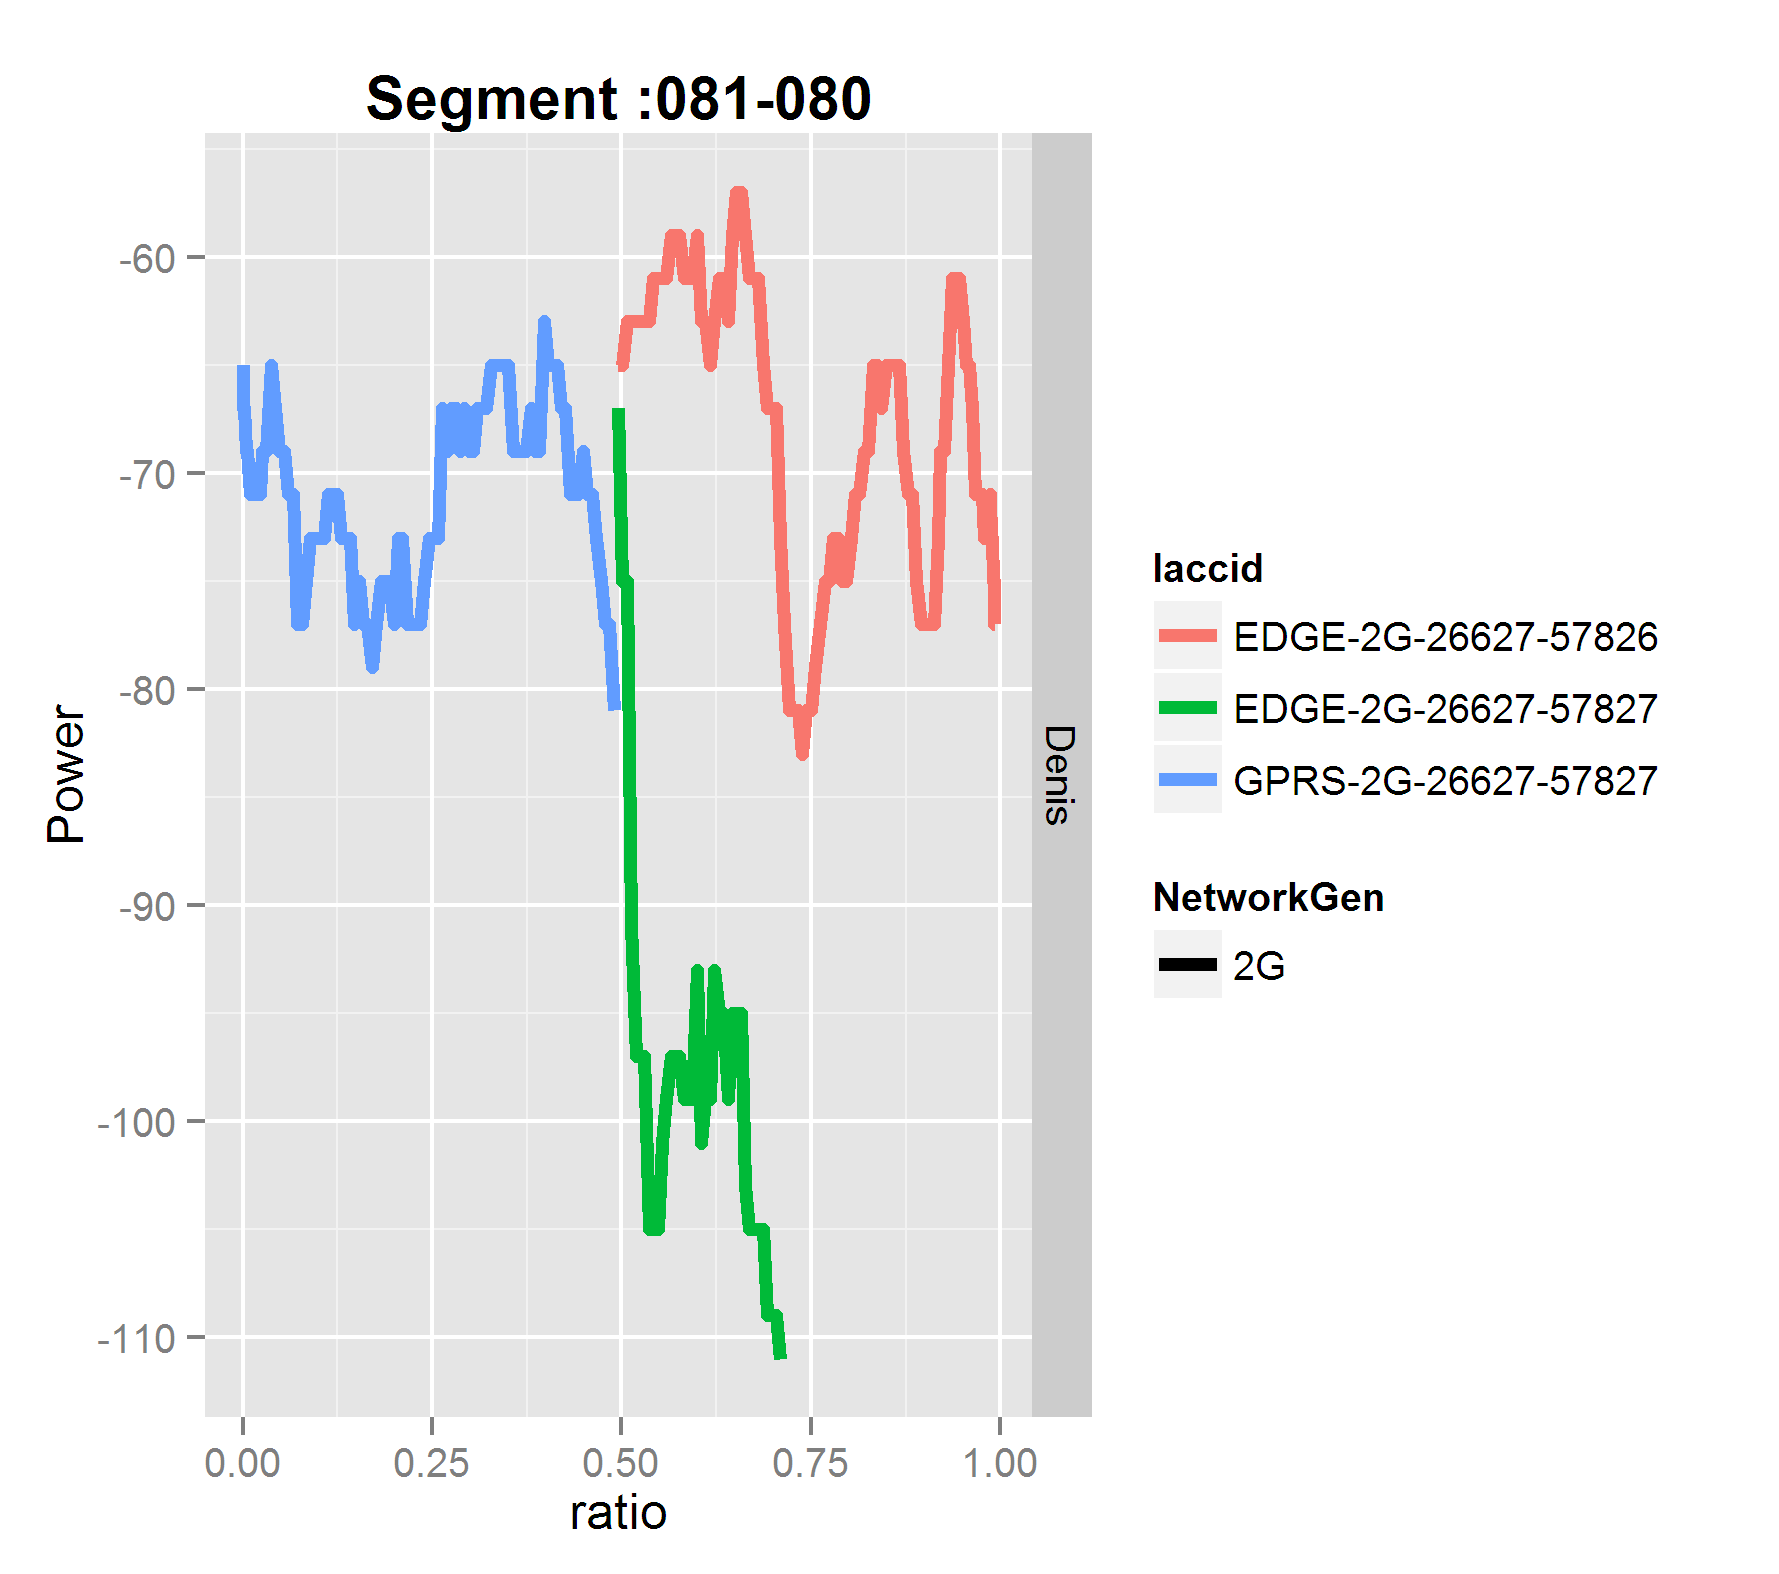 Segment :081-080
-60
-70
-80
-90
-100
-110
Power
0.00 0.25 0.50 0.75 1.00
ratio
Denis
laccid
EDGE-2G-26627-57826
EDGE-2G-26627-57827
GPRS-2G-26627-57827
NetworkGen
2G